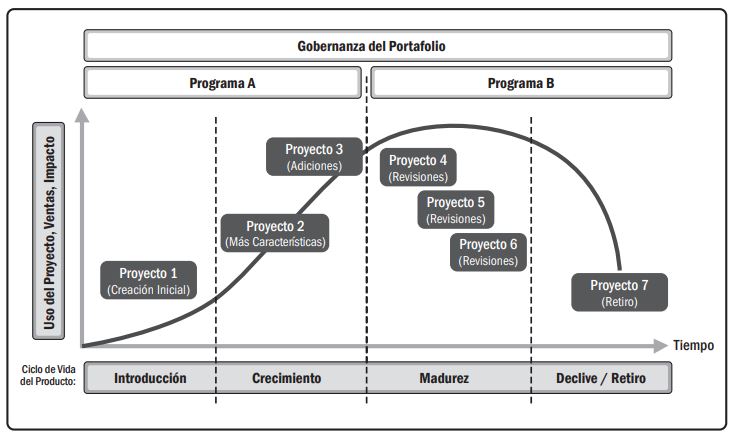 Gobernanza del Portafolio
Programa A
Programa B
Uso del Proyecto, Ventas, Impacto
Proyecto 1
(Creación Inicial)
Proyecto 2
(Más Características)
Proyecto 3
(Adiciones)
Proyecto 4
(Revisiones)
Proyecto 5
(Revisiones)
Proyecto 6
(Revisiones)
Proyecto 7
(Retiro)
Tiempo
Ciclo de Vida
del Producto:
Introducción
Crecimiento
Madurez
Declive / Retiro